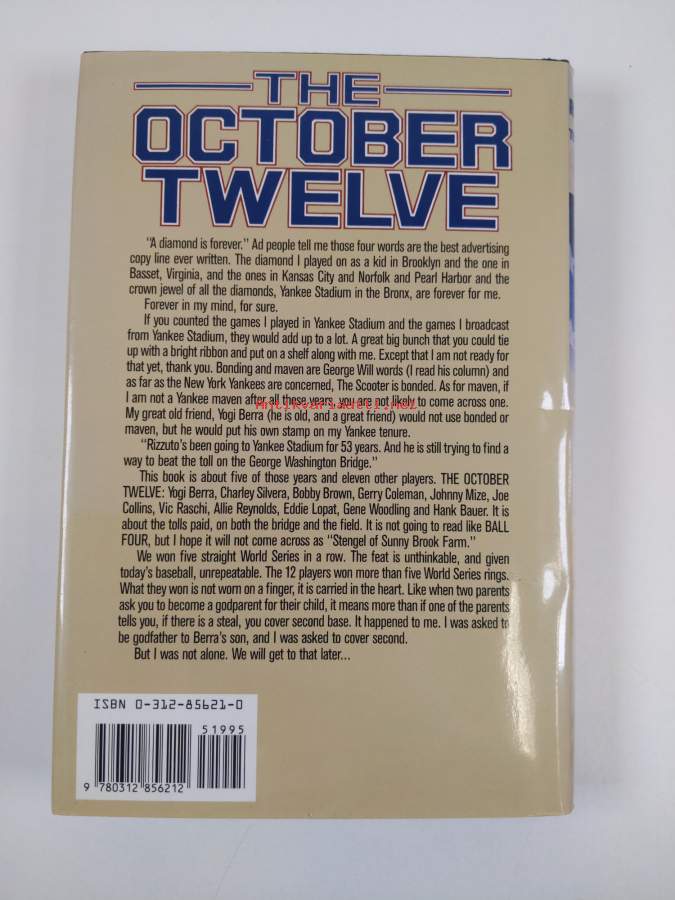 THE
OCTOBER
TWELVE
"A diamond is forever." Ad people tell me those four words are the best advertising
copy line ever written. The diamond I played on as a kid in Brooklyn and the one in
Basset, Virginia, and the ones in Kansas City and Norfolk and Pearl Harbor and the
crown jewel of all the diamonds, Yankee Stadium in the Bronx, are forever for me.
Forever in my mind, for sure.
If you counted the games I played in Yankee Stadium and the games I broadcast
from Yankee Stadium, they would add up to a lot. A great big bunch that you could tie
up with a bright ribbon and put on a shelf along with me. Except that I am not ready for
that yet, thank you. Bonding and maven are George Will words (I read his column) and
as far as the New York Yankees are concerned, The Scooter is bonded. As for maven, if
I am not a Yankee maven after all these years, you are not likely to come across one.
Antikvariaatti.net
My great old friend, Yogi Berra (he is old, and a great friend) would not use bonded or
maven, but he would put his own stamp on my Yankee tenure.
"Rizzuto's been going to Yankee Stadium for 53 years. And he is still trying to find a
way to beat the toll on the George Washington Bridge."
This book is about five of those years and eleven other players. THE OCTOBER
TWELVE: Yogi Berra, Charley Silvera, Bobby Brown, Gerry Coleman, Johnny Mize, Joe
Collins, Vic Raschi, Allie Reynolds, Eddie Lopat, Gene Woodling and Hank Bauer. It is
about the tolls paid, on both the bridge and the field. It is not going to read like BALL
FOUR, but I hope it will not come across as "Stengel of Sunny Brook Farm."
We won five straight World Series in a row. The feat is unthinkable, and given
today's baseball, unrepeatable. The 12 players won more than five World Series rings.
What they won is not worn on a finger, it is carried in the heart. Like when two parents
ask you to become a godparent for their child, it means more than if one of the parents
tells you, if there is a steal, you cover second base. It happened to me. I was asked to
be godfather to Berra's son, and I was asked to cover second.
But I was not alone. We will get to that later...
ISBN 0-312-85621-0
51995
9 780312 856212